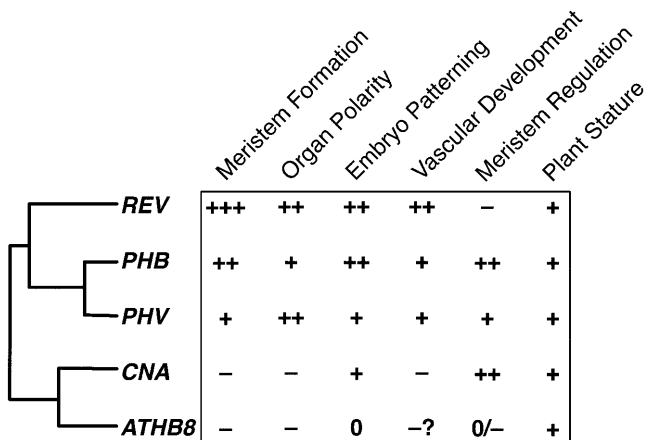 Meristem Formation
Organ Polarity
Embryo Patterning
Vascular Development
Meristem Regulation
Plant Stature
REV +++ ++ ++ ++ – +
PHB ++ + ++ + ++ +
PHV + ++ + + + +
CNA – – + – ++ +
ATHB8 – – 0 –? 0/– +